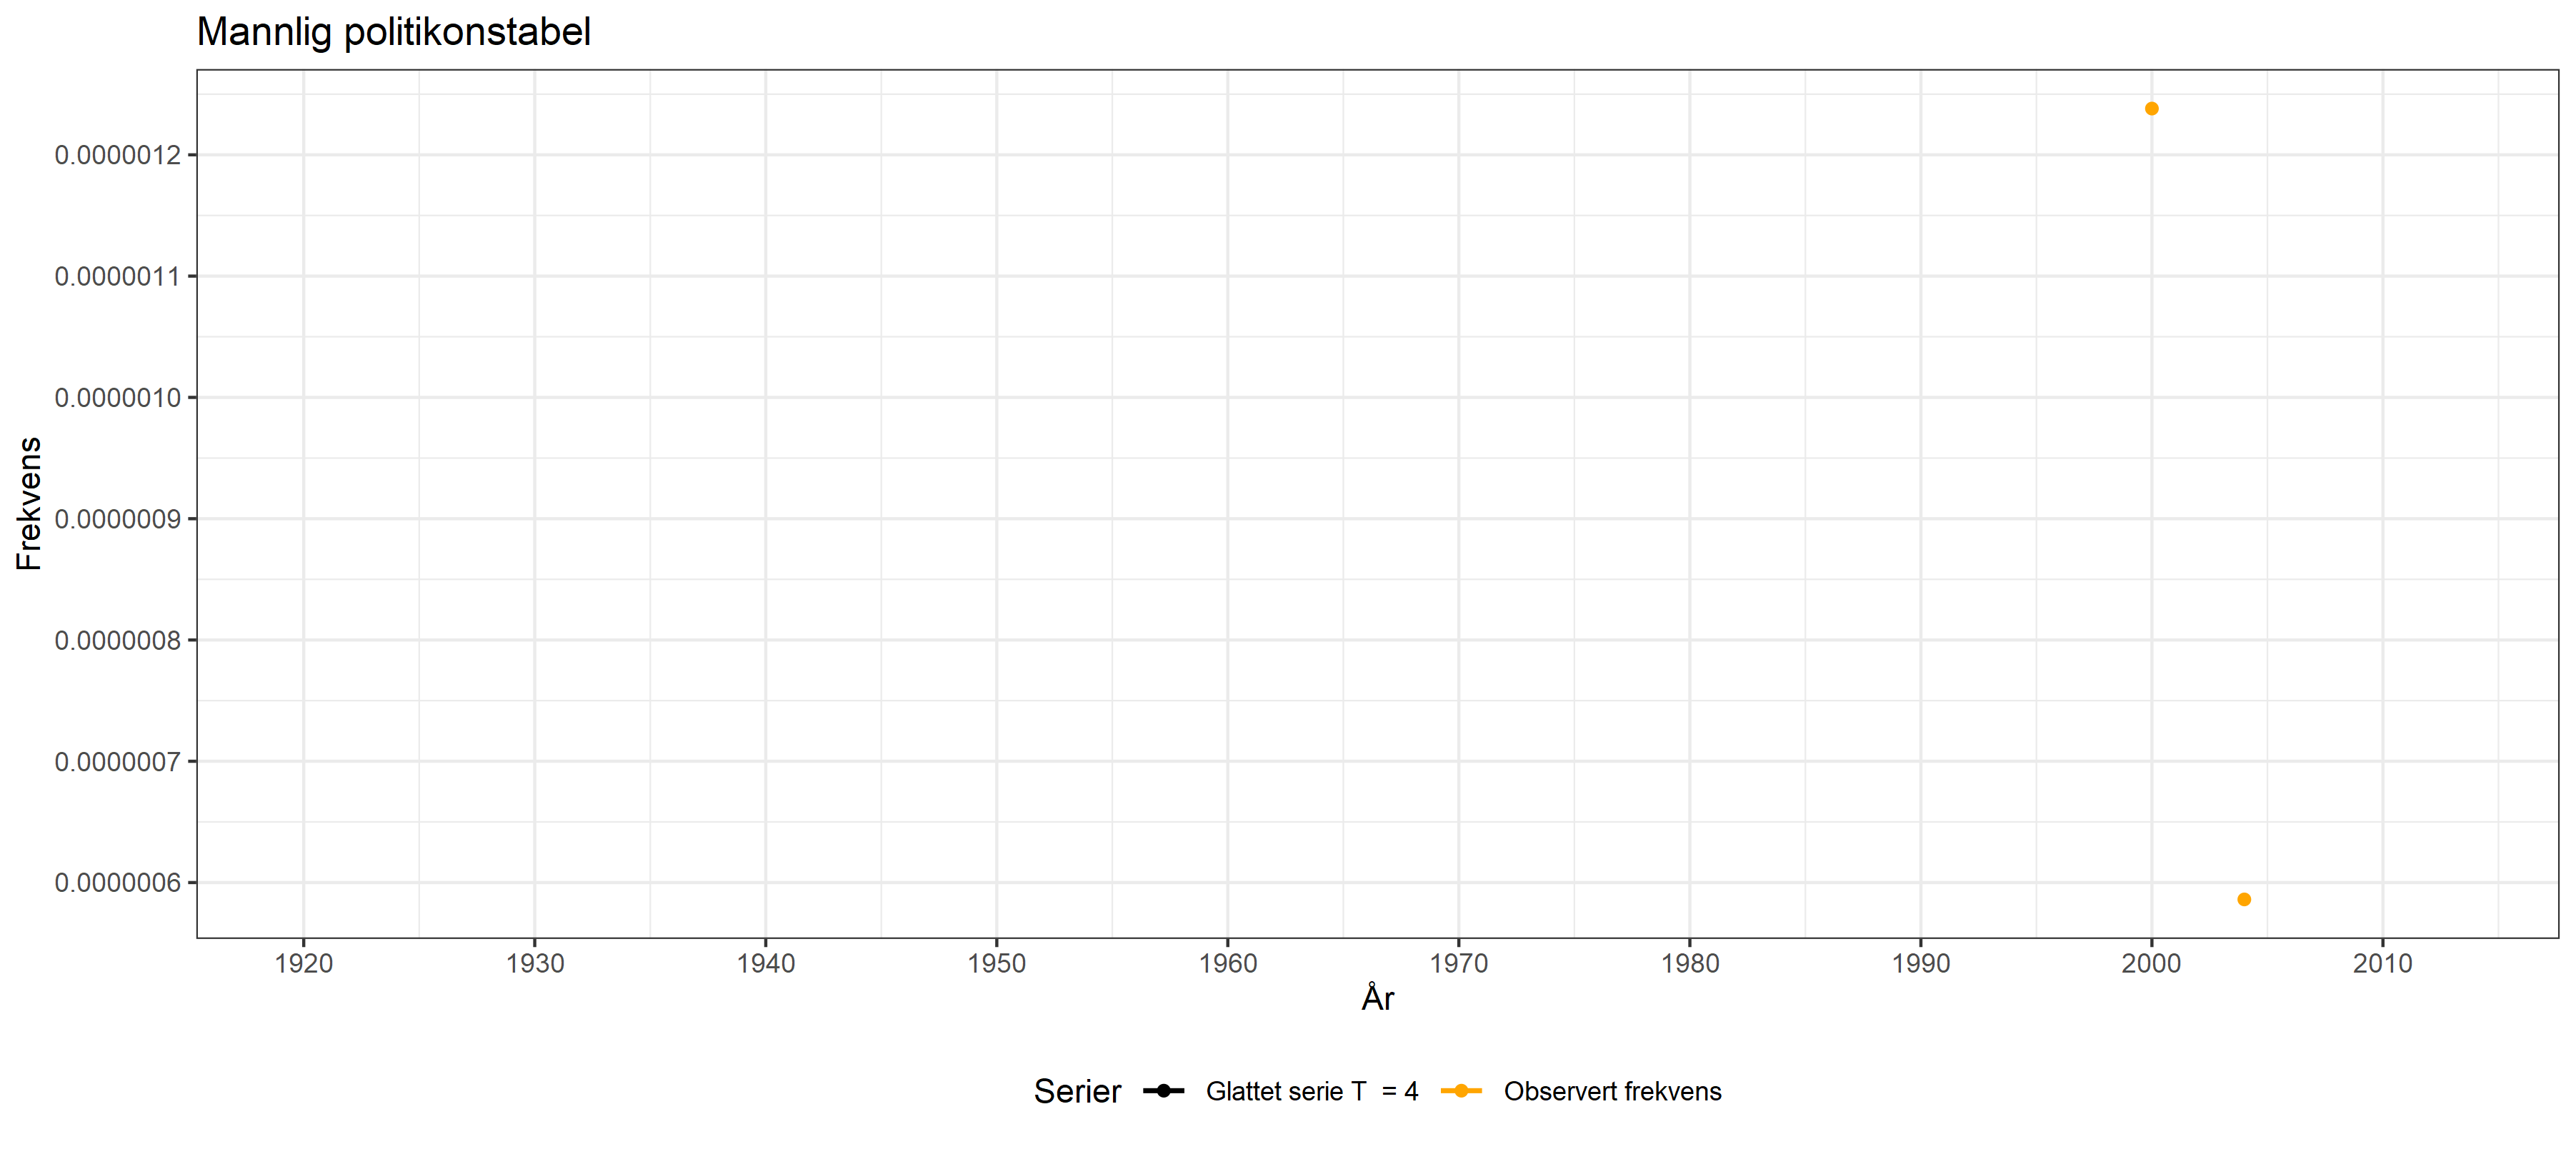 Mannlig politikonstabel
0.0000012
0.0000011
0.0000010
0.0000009
0.0000008
0.0000007
0.0000006
Frekvens
1920 1930 1940 1950 1960 1970 1980 1990 2000 2010
År
Serier Glattet serie T  = 4 Observert frekvens